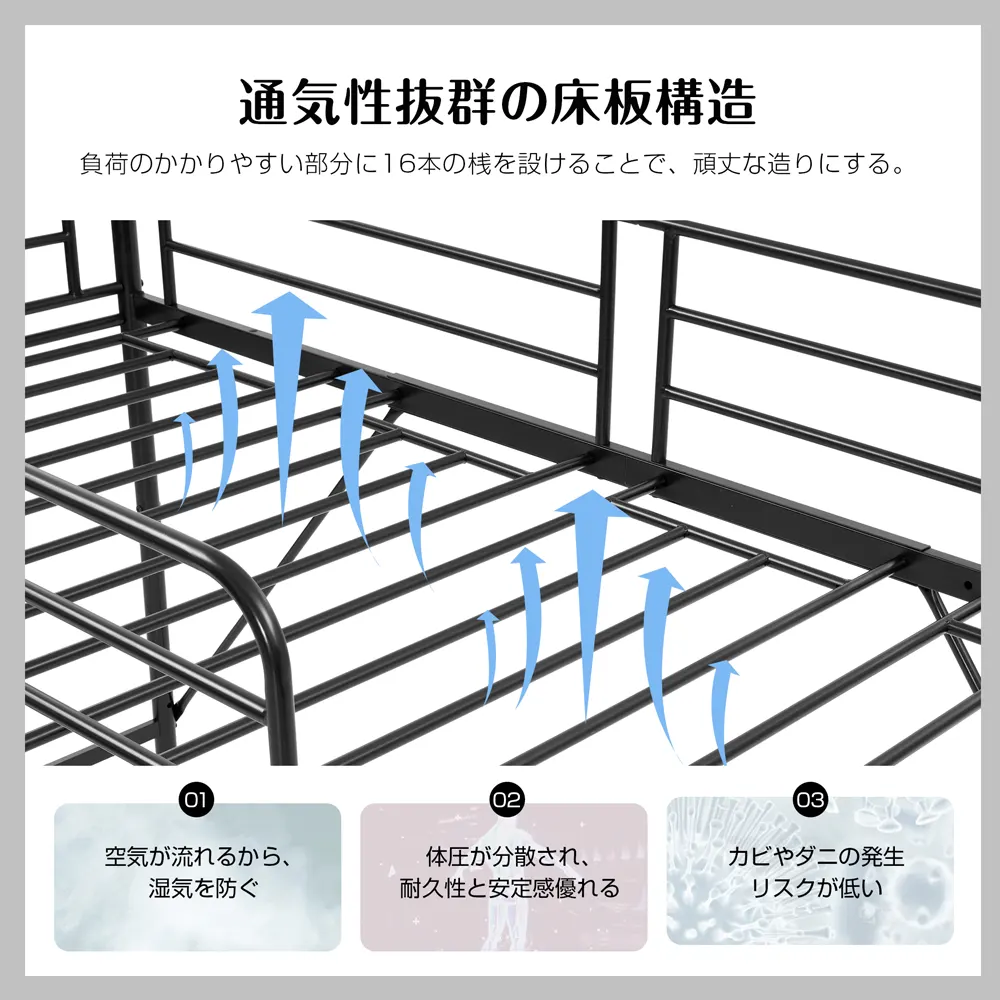 通気性抜群の床板構造
負荷のかかりやすい部分に16本の桟を設けることで、頑丈な造りにする。
01
空気が流れるから、
湿気を防ぐ
02
体圧が分散され、
耐久性と安定感優れる
03
カビやダニの発生
リスクが低い